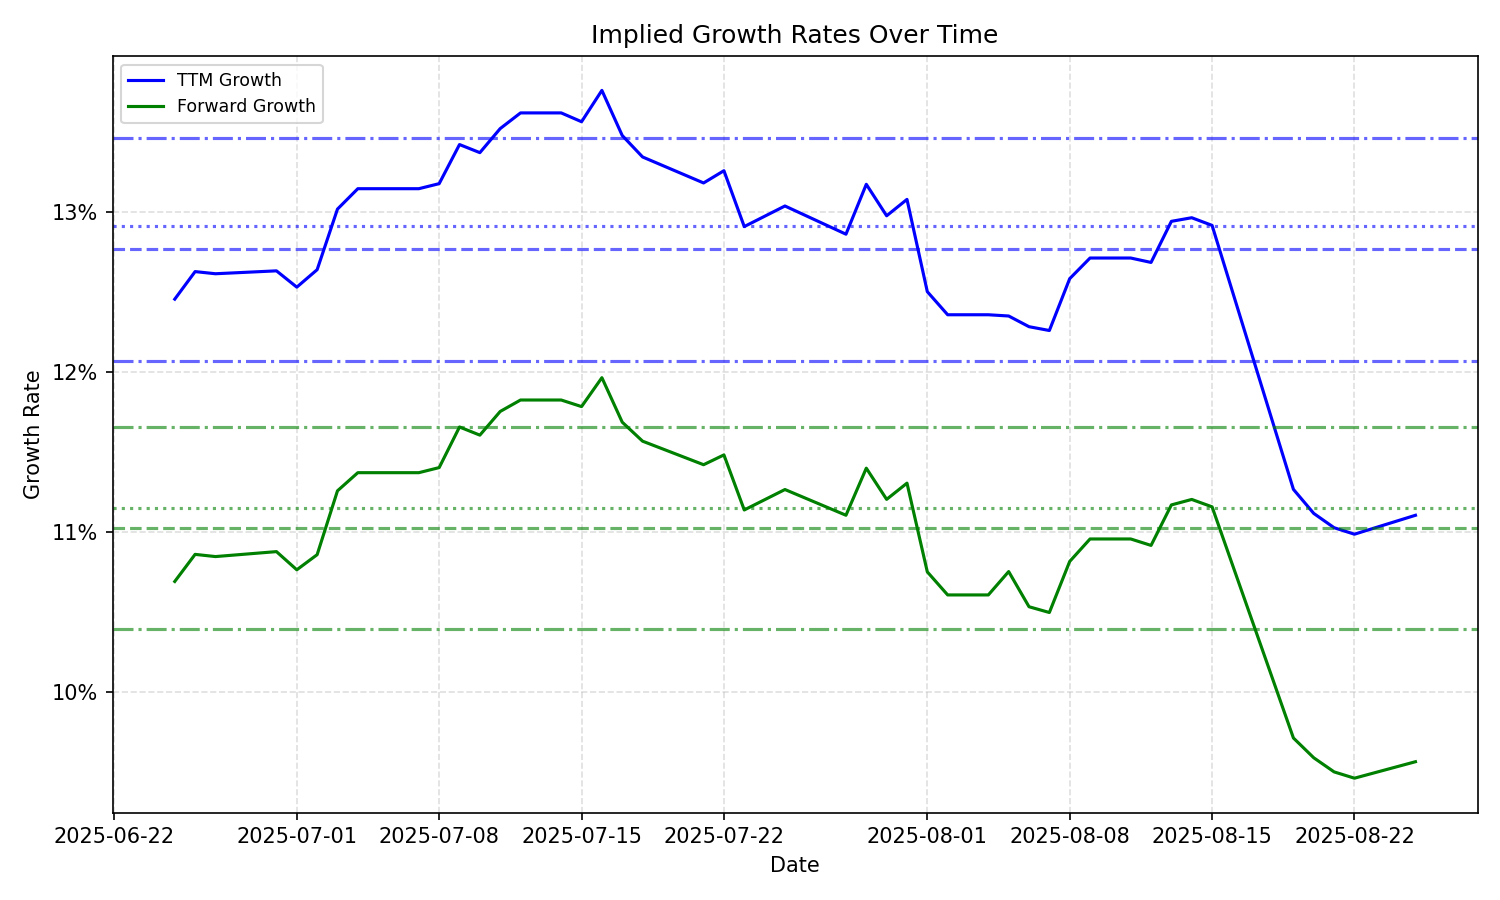 Implied Growth Rates Over Time
TTM Growth
Forward Growth
13%
12%
11%
10%
Growth Rate
2025-06-22 2025-07-01 2025-07-08 2025-07-15 2025-07-22 2025-08-01 2025-08-08 2025-08-15 2025-08-22
Date